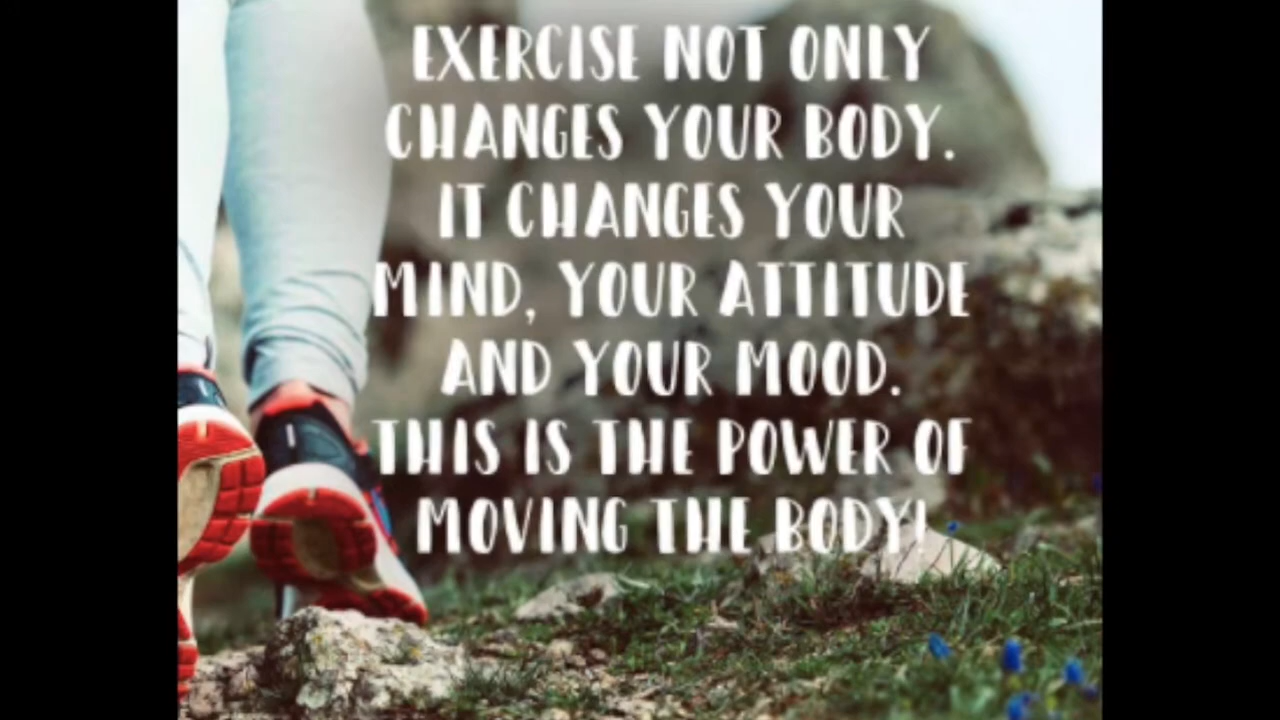 EXERCISE NOT ONLY
CHANGES YOUR BODY.
IT CHANGES YOUR
MIND, YOUR ATTITUDE
AND YOUR MOOD.
THIS IS THE POWER OF
MOVING THE BODY!